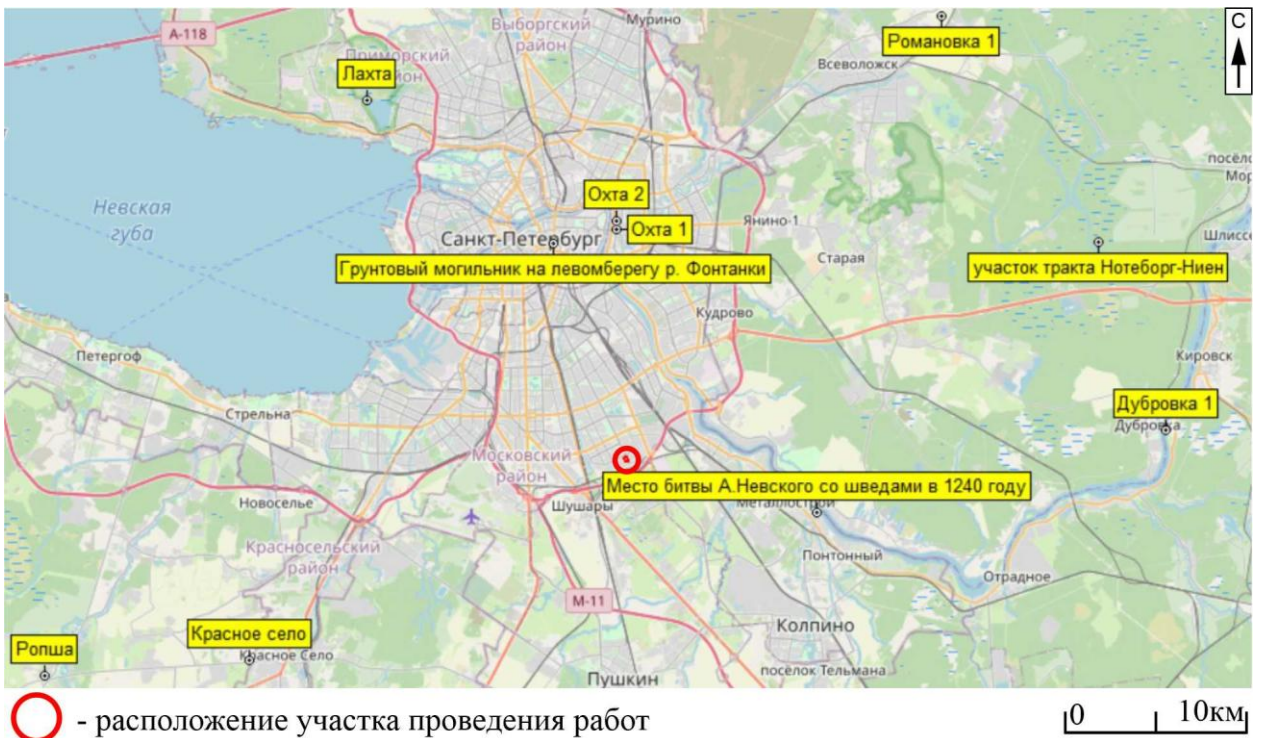 Выборгский
район
Мурино
Романовка 1
С
А-118
Приморский
район
Лахта
Всеволожск
посёло
Мор
Охта 2
Невская
губа
Янино-1
Охта 1
Санкт-Петербург
Шлиссе
Старая
Грунтовый могильник на левомберегу р. Фонтанки
участок тракта Нотеборг-Ниен
Кудрово
Петергоф
Кировск
Стрельна
Дубровка 1
Дубровка
Московский
район
Место битвы А.Невского со шведами в 1240 году
Новоселье
Шушары
Металлострой
Красносельский
район
Понтонный
Отрадное
М-11
Колпино
Красное село
Красное Село
Ропша
посёлок Тельмана
Пушкин
- расположение участка проведения работ
0 10км